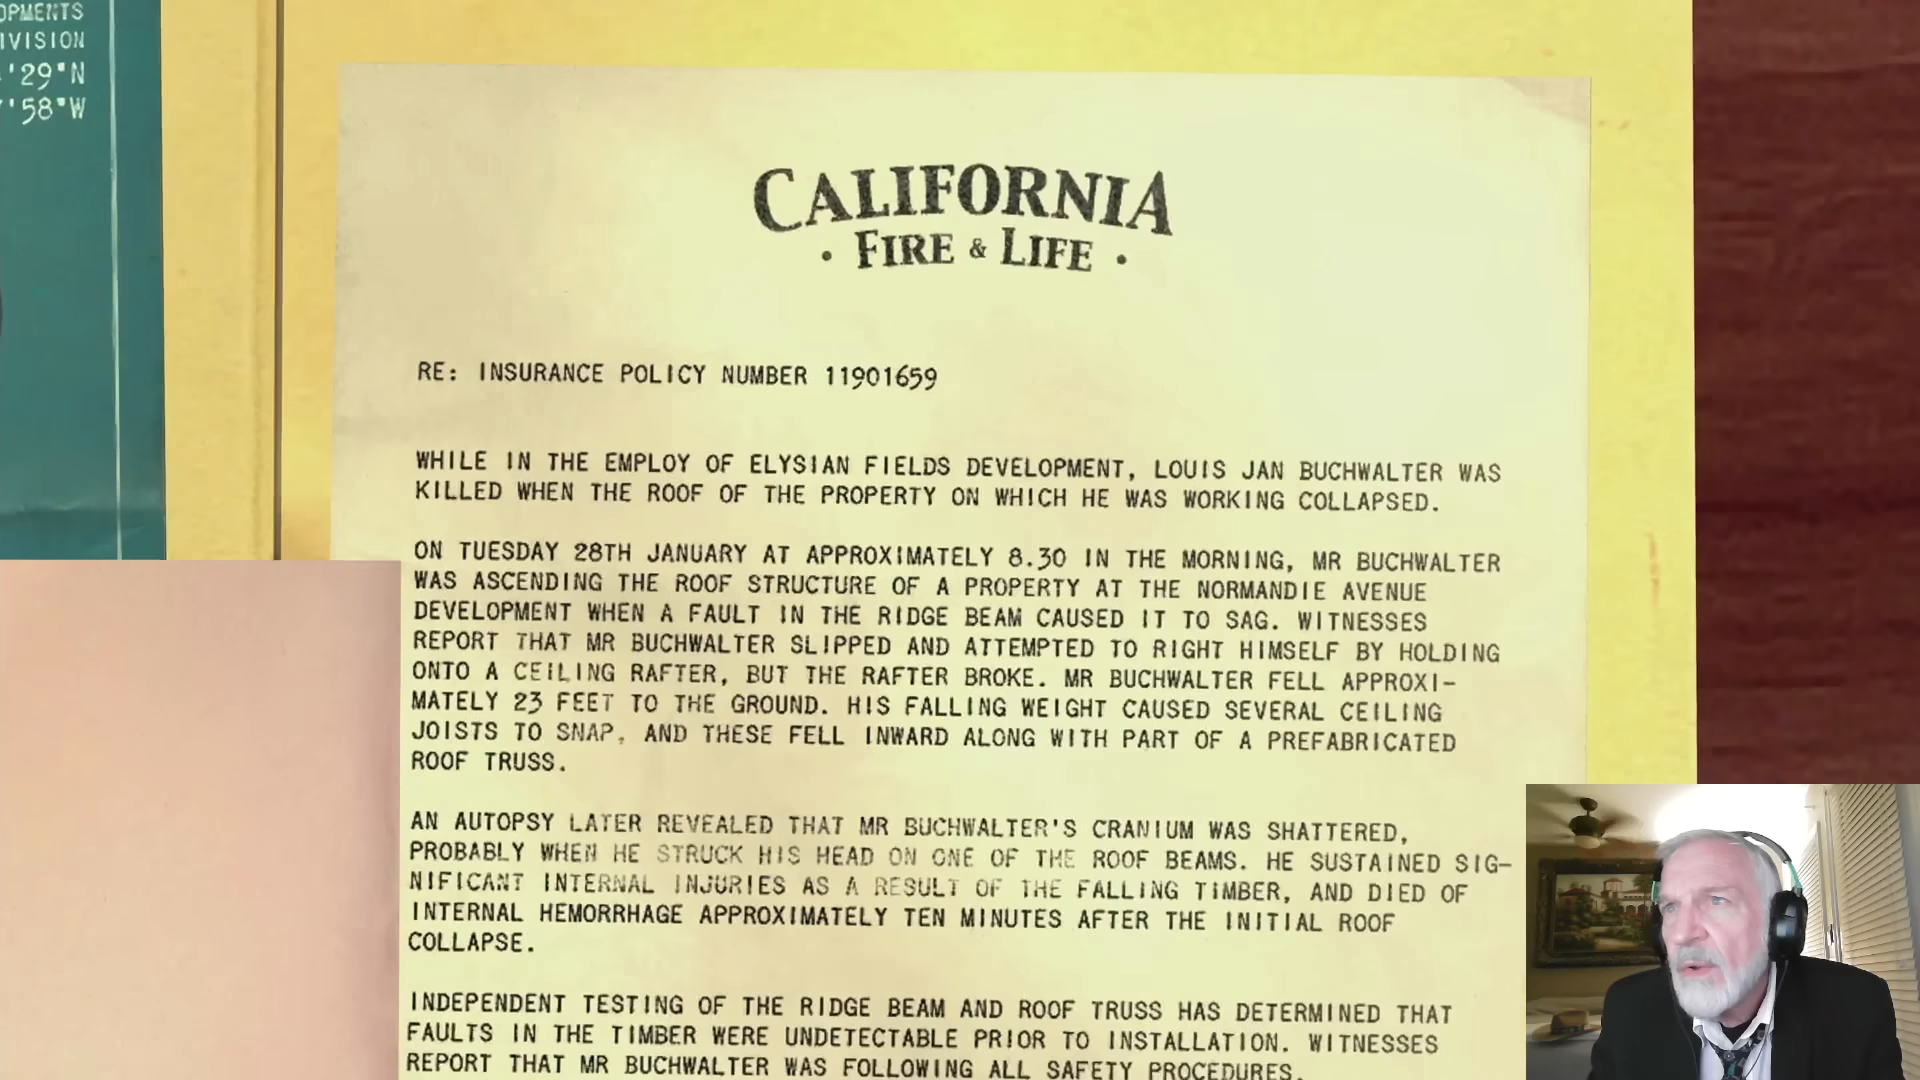 OPMENTS
IVISION
'29"N
'58"W
CALIFORNIA
• FIRE & LIFE •
RE: INSURANCE POLICY NUMBER 11901659
WHILE IN THE EMPLOY OF ELYSIAN FIELDS DEVELOPMENT, LOUIS JAN BUCHWALTER WAS
KILLED WHEN THE ROOF OF THE PROPERTY ON WHICH HE WAS WORKING COLLAPSED.
ON TUESDAY 28TH JANUARY AT APPROXIMATELY 8.30 IN THE MORNING, MR BUCHWALTER
WAS ASCENDING THE ROOF STRUCTURE OF A PROPERTY AT THE NORMANDIE AVENUE
DEVELOPMENT WHEN A FAULT IN THE RIDGE BEAM CAUSED IT TO SAG. WITNESSES
REPORT THAT MR BUCHWALTER SLIPPED AND ATTEMPTED TO RIGHT HIMSELF BY HOLDING
ONTO A CEILING RAFTER, BUT THE RAFTER BROKE. MR BUCHWALTER FELL APPROXI-
MATELY 23 FEET TO THE GROUND. HIS FALLING WEIGHT CAUSED SEVERAL CEILING
JOISTS TO SNAP, AND THESE FELL INWARD ALONG WITH PART OF A PREFABRICATED
ROOF TRUSS.
AN AUTOPSY LATER REVEALED THAT MR BUCHWALTER'S CRANIUM WAS SHATTERED,
PROBABLY WHEN HE STRUCK HIS HEAD ON ONE OF THE ROOF BEAMS. HE SUSTAINED SIG-
NIFICANT INTERNAL INJURIES AS A RESULT OF THE FALLING TIMBER, AND DIED OF
INTERNAL HEMORRHAGE APPROXIMATELY TEN MINUTES AFTER THE INITIAL ROOF
COLLAPSE.
INDEPENDENT TESTING OF THE RIDGE BEAM AND ROOF TRUSS HAS DETERMINED THAT
FAULTS IN THE TIMBER WERE UNDETECTABLE PRIOR TO INSTALLATION. WITNESSES
REPORT THAT MR BUCHWALTER WAS FOLLOWING ALL SAFETY PROCEDURES.